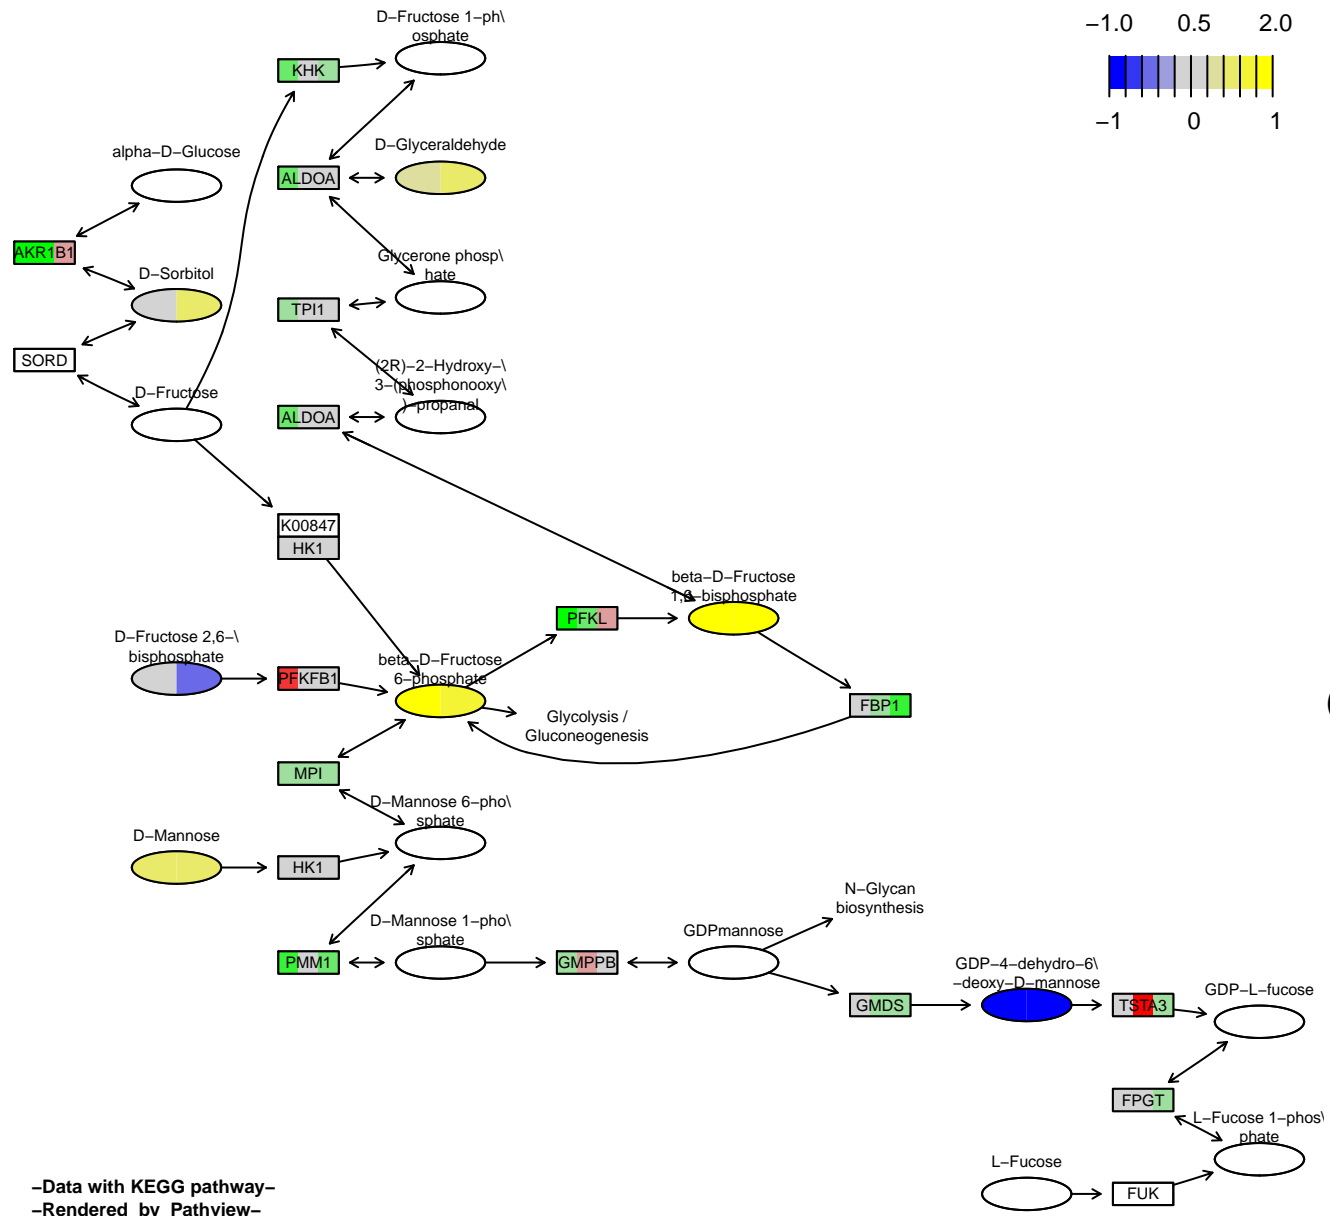 D−Fructose 1−ph\
osphate
−1.0 0.5 2.0
KHK
−1 0 1
alpha−D−Glucose
D−Glyceraldehyde
ALDOA
AKR1B1
D−Sorbitol
Glycerone phosp\
hate
TPI1
SORD
(2R)−2−Hydroxy−\
3−(phosphonooxy\
)−propanal
D−Fructose
ALDOA
K00847
HK1
beta−D−Fructose
1,6−bisphosphate
PFKL
D−Fructose 2,6−\
bisphosphate
PFKFB1
beta−D−Fructose
6−phosphate
FBP1
Glycolysis /
Gluconeogenesis
MPI
D−Mannose 6−pho\
sphate
D−Mannose
HK1
N−Glycan
biosynthesis
D−Mannose 1−pho\
sphate
PMM1
GMPPB
GDPmannose
GDP−4−dehydro−6\
−deoxy−D−mannose
GMDS
TSTA3
GDP−L−fucose
FPGT
L−Fucose 1−phos\
phate
L−Fucose
FUK
−Data with KEGG pathway−
−Rendered by Pathview−